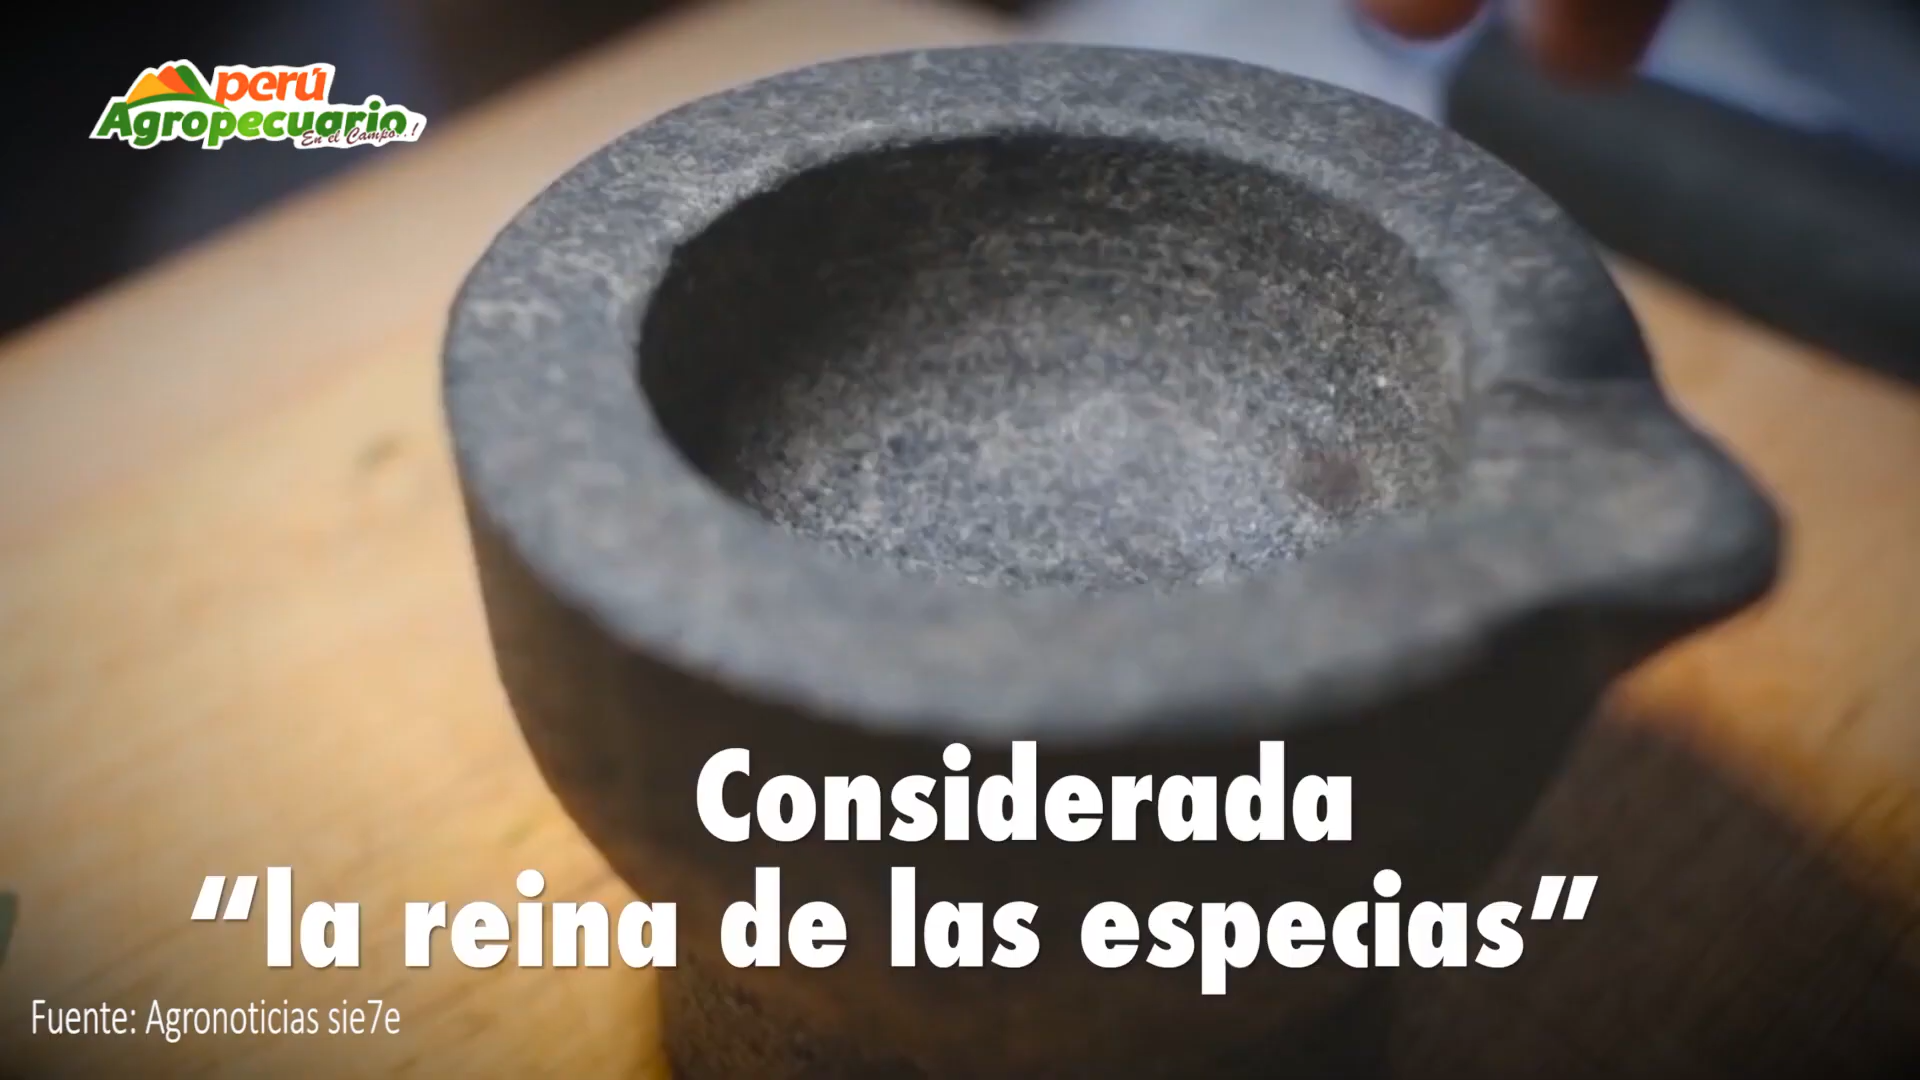 perú
Agropecuario
En el Campo...!
Considerada
“la reina de las especias”
Fuente: Agronoticias sie7e